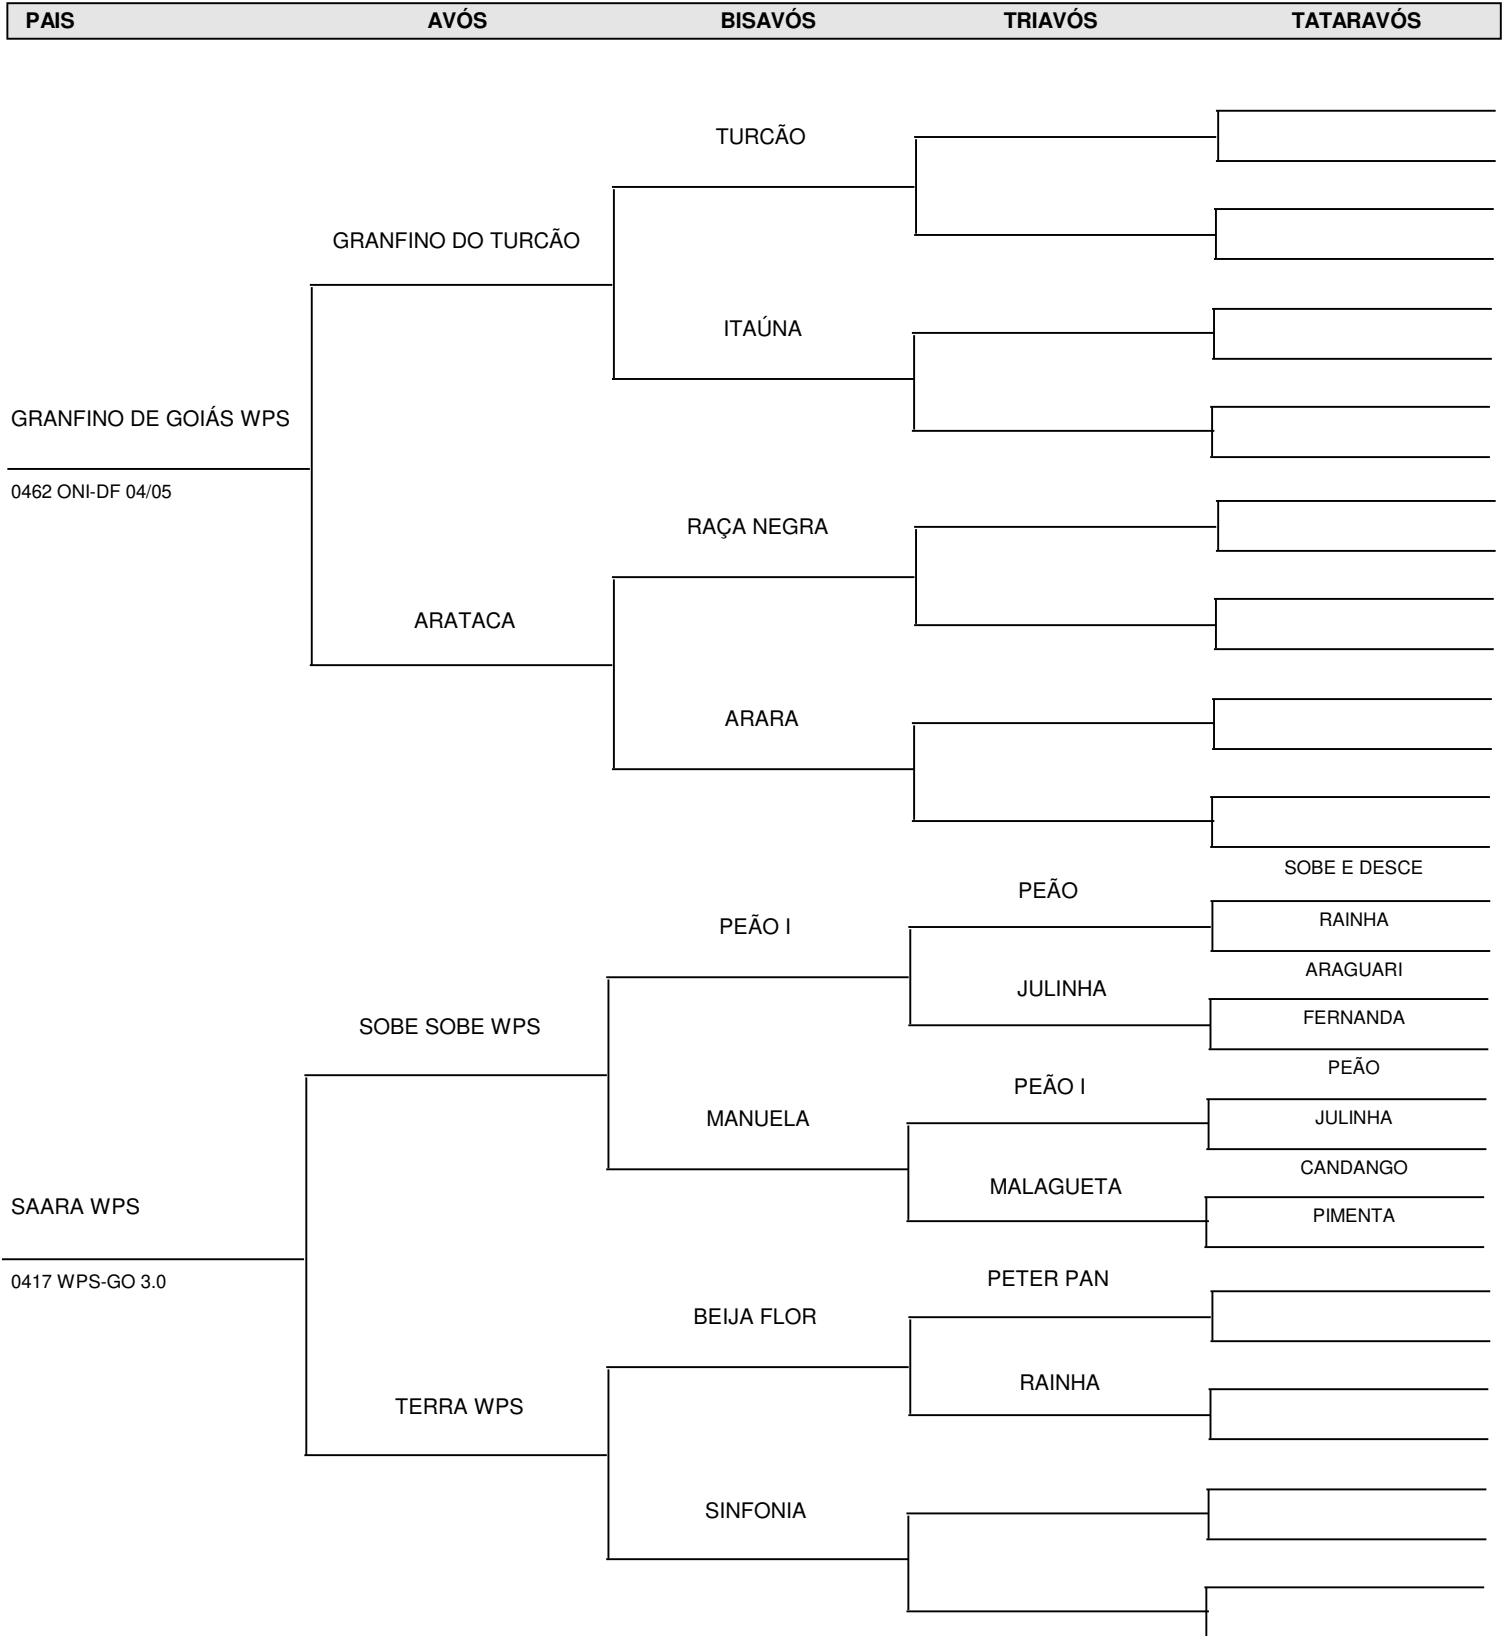 PAIS AVÓS BISAVÓS TRIAVÓS TATARAVÓS
TURCÃO
GRANFINO DO TURCÃO
ITAÚNA
GRANFINO DE GOIÁS WPS
0462 ONI-DF 04/05
RAÇA NEGRA
ARATACA
ARARA
SOBE E DESCE
PEÃO
RAINHA
PEÃO I
ARAGUARI
JULINHA
FERNANDA
SOBE SOBE WPS
PEÃO
PEÃO I
MANUELA
JULINHA
CANDANGO
MALAGUETA
SAARA WPS
PIMENTA
0417 WPS-GO 3.0
PETER PAN
BEIJA FLOR
RAINHA
TERRA WPS
SINFONIA